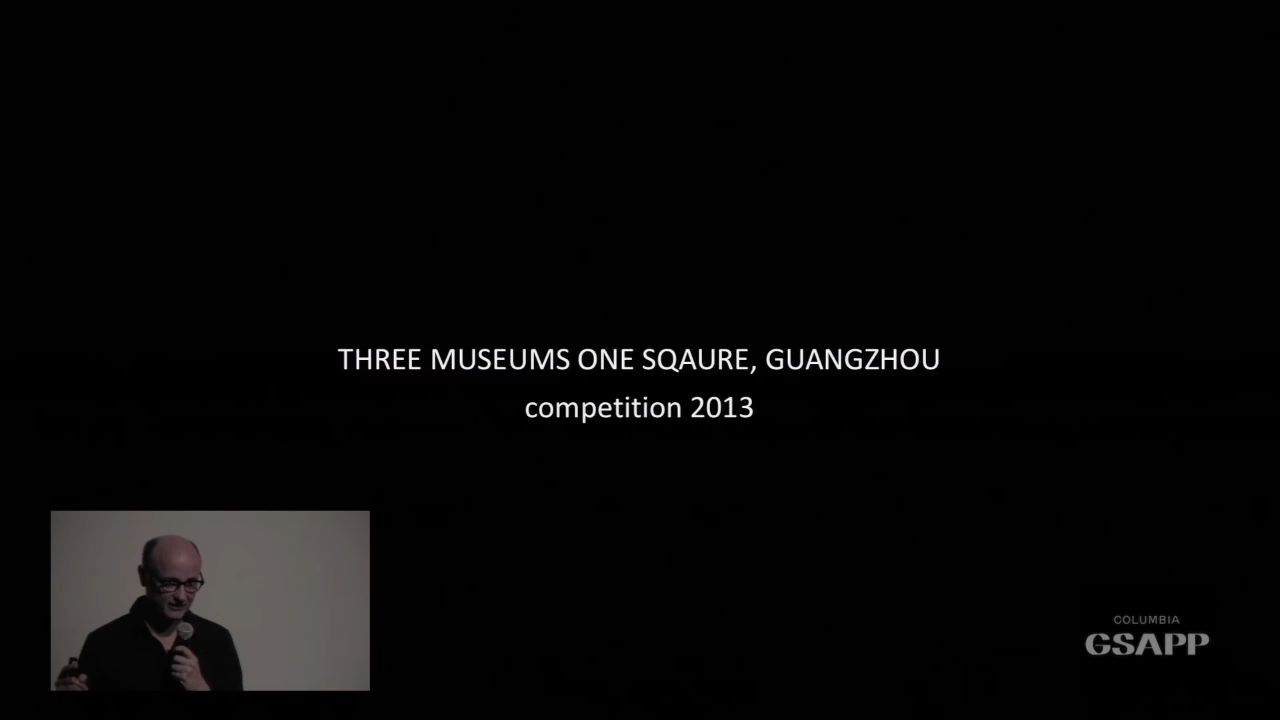 THREE MUSEUMS ONE SQAURE, GUANGZHOU
competition 2013
COLUMBIA
GSAPP